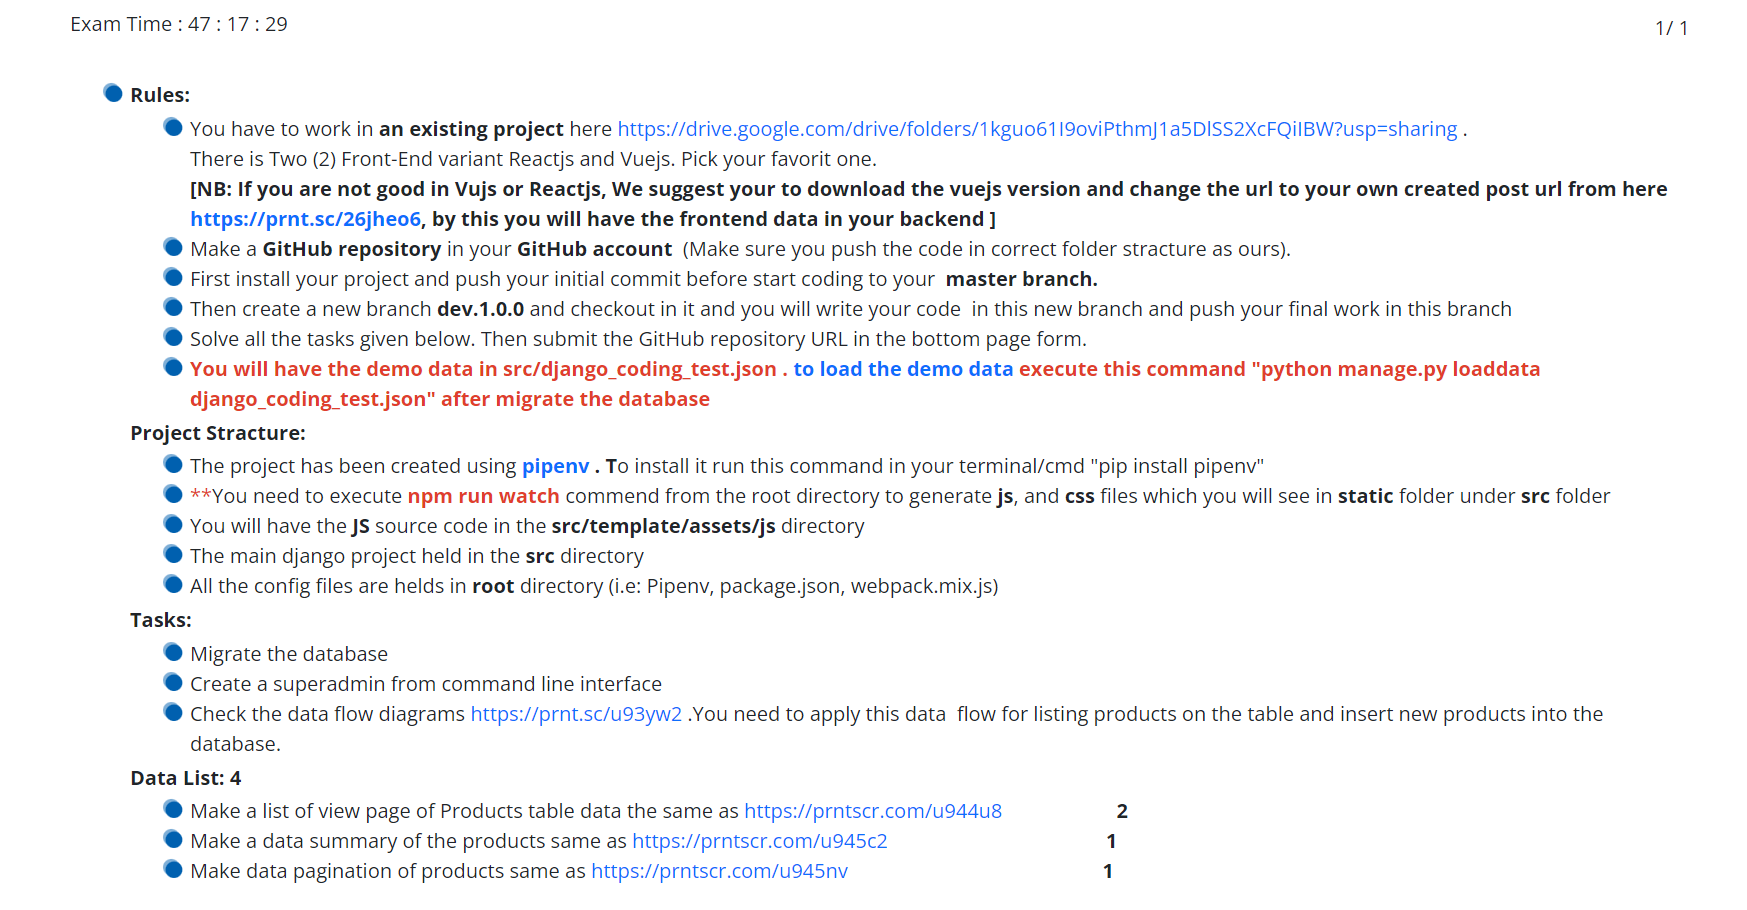 Exam Time : 47 : 17 : 29
1/ 1
Rules:
You have to work in an existing project here https://drive.google.com/drive/folders/1kguo61I9oviPthmJ1a5DlSS2XcFQiIBW?usp=sharing .
There is Two (2) Front-End variant Reactjs and Vuejs. Pick your favorit one.
[NB: If you are not good in Vujs or Reactjs, We suggest your to download the vuejs version and change the url to your own created post url from here
https://prnt.sc/26jheo6, by this you will have the frontend data in your backend ]
Make a GitHub repository in your GitHub account  (Make sure you push the code in correct folder stracture as ours).
First install your project and push your initial commit before start coding to your  master branch.
Then create a new branch dev.1.0.0 and checkout in it and you will write your code  in this new branch and push your final work in this branch
Solve all the tasks given below. Then submit the GitHub repository URL in the bottom page form.
You will have the demo data in src/django_coding_test.json . to load the demo data execute this command "python manage.py loaddata
django_coding_test.json" after migrate the database
Project Stracture:
The project has been created using pipenv . To install it run this command in your terminal/cmd "pip install pipenv"
**You need to execute npm run watch commend from the root directory to generate js, and css files which you will see in static folder under src folder
You will have the JS source code in the src/template/assets/js directory
The main django project held in the src directory
All the config files are helds in root directory (i.e: Pipenv, package.json, webpack.mix.js)
Tasks:
Migrate the database
Create a superadmin from command line interface
Check the data flow diagrams https://prnt.sc/u93yw2 .You need to apply this data  flow for listing products on the table and insert new products into the
database.
Data List: 4
Make a list of view page of Products table data the same as https://prntscr.com/u944u8 2
Make a data summary of the products same as https://prntscr.com/u945c2 1
Make data pagination of products same as https://prntscr.com/u945nv 1